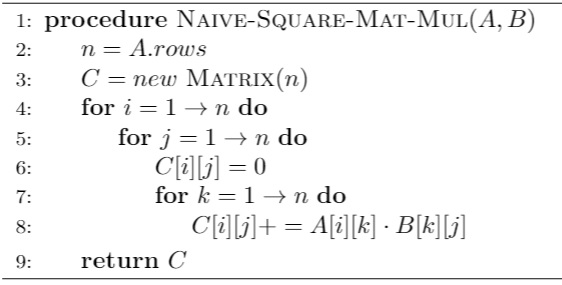 1: procedure NAIVE-SQUARE-MAT-MUL(A, B)
2: n = A.rows
3: C = new MATRIX(n)
4: for i = 1 → n do
5: for j = 1 → n do
6: C[i][j] = 0
7: for k = 1 → n do
8: C[i][j]+ = A[i][k] · B[k][j]
9: return C